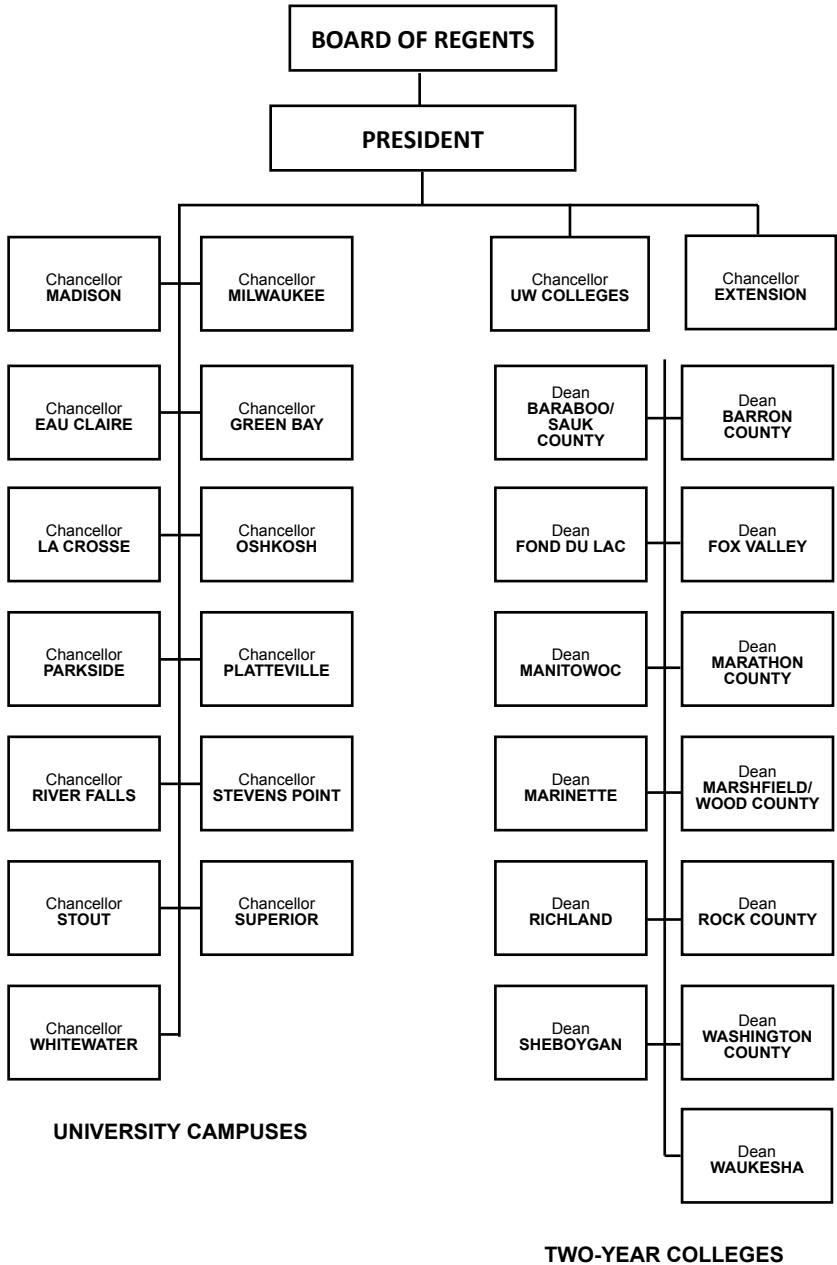 BOARD OF REGENTS
PRESIDENT
Chancellor
MADISON
Chancellor
MILWAUKEE
Chancellor
EAU CLAIRE
Chancellor
GREEN BAY
Chancellor
LA CROSSE
Chancellor
OSHKOSH
Chancellor
PARKSIDE
Chancellor
PLATTEVILLE
Chancellor
RIVER FALLS
Chancellor
STEVENS POINT
Chancellor
STOUT
Chancellor
SUPERIOR
Chancellor
WHITEWATER
UNIVERSITY CAMPUSES
Chancellor
UW COLLEGES
Chancellor
EXTENSION
Dean
BARABOO/
SAUK
COUNTY
Dean
BARRON
COUNTY
Dean
FOND DU LAC
Dean
FOX VALLEY
Dean
MANITOWOC
Dean
MARATHON
COUNTY
Dean
MARINETTE
Dean
MARSHFIELD/
WOOD COUNTY
Dean
RICHLAND
Dean
ROCK COUNTY
Dean
SHEBOYGAN
Dean
WASHINGTON
COUNTY
Dean
WAUKESHA
TWO-YEAR COLLEGES